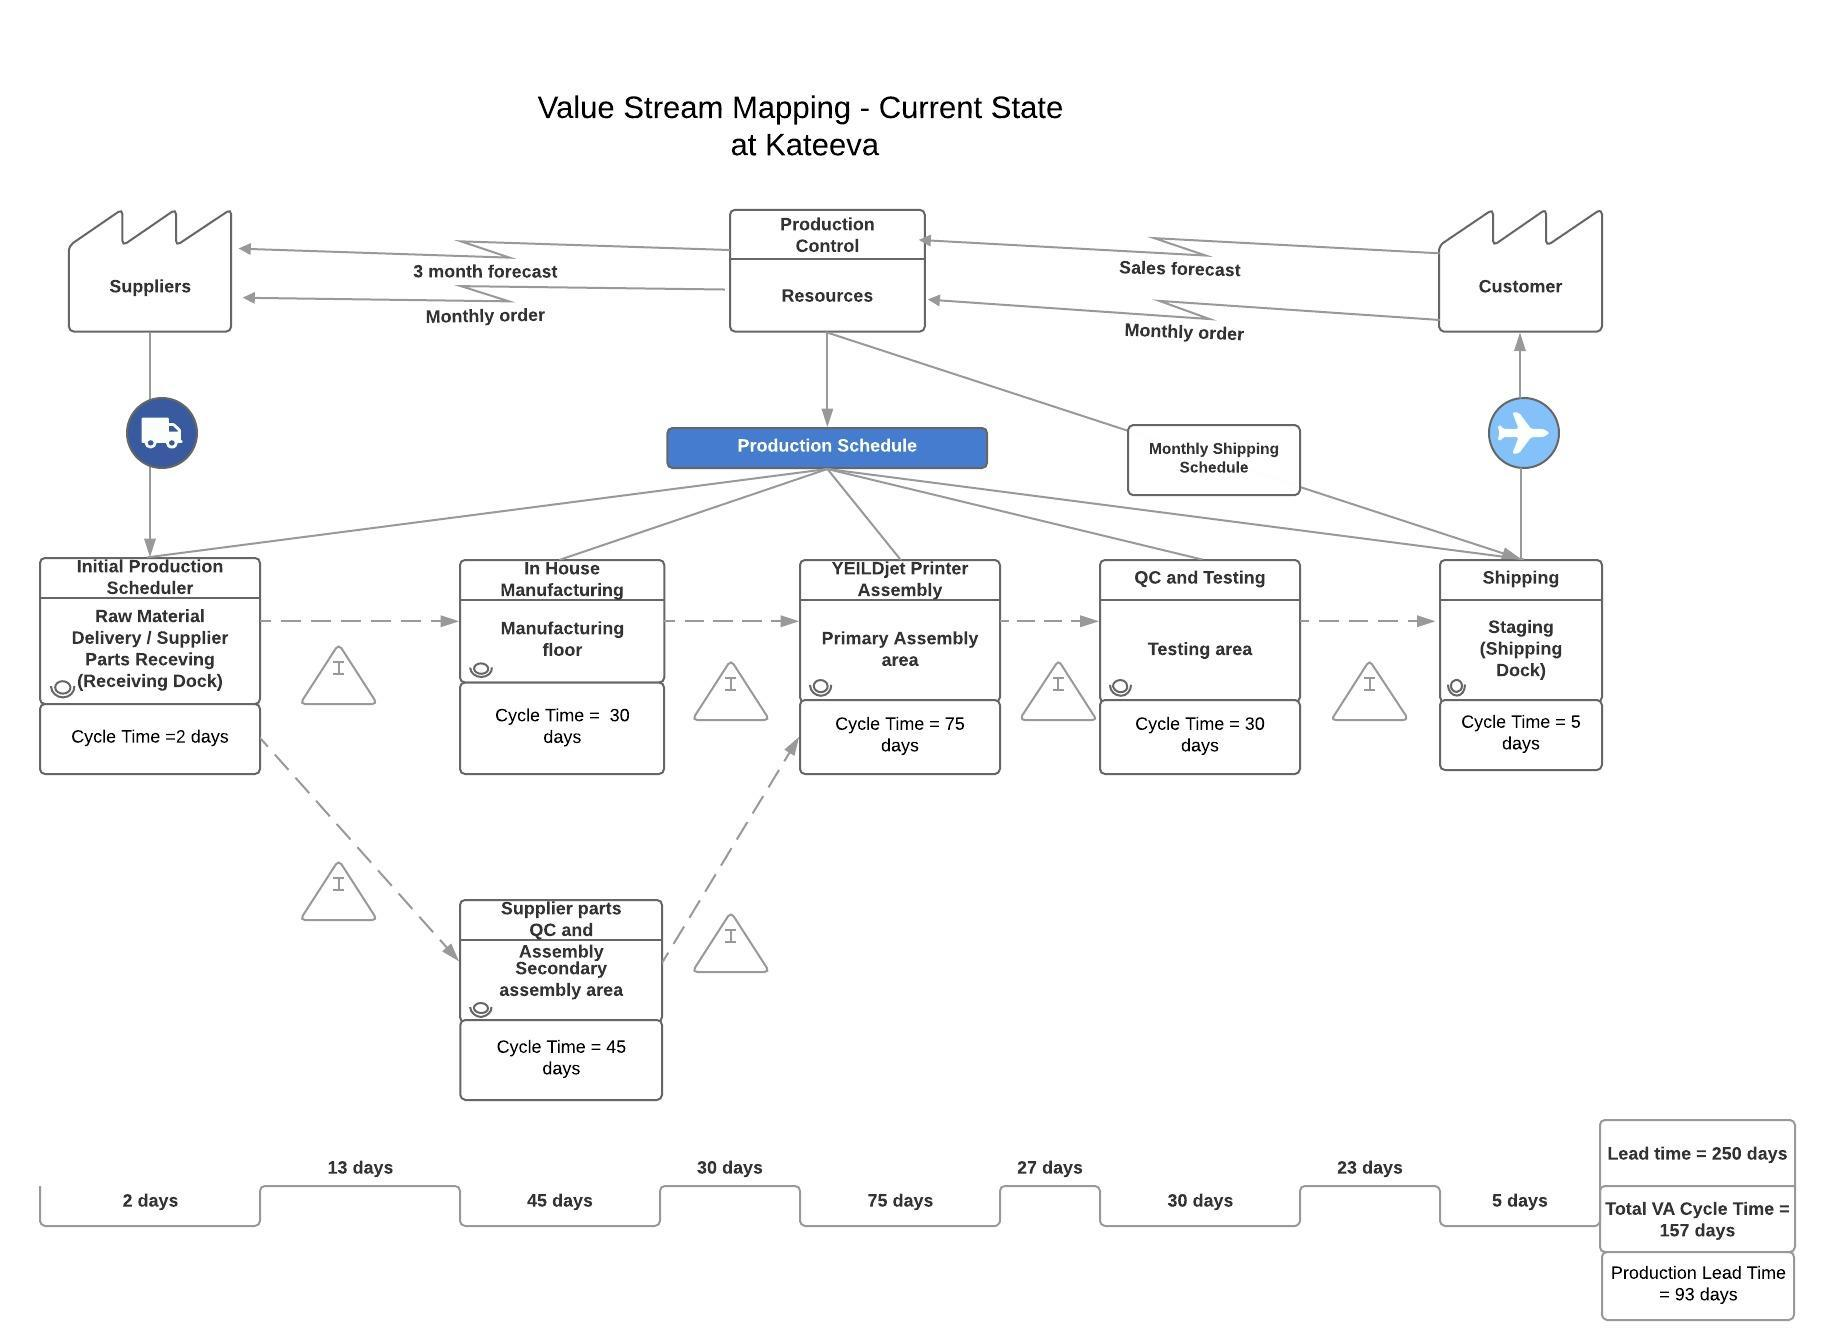 Value Stream Mapping - Current State
at Kateeva
Suppliers
3 month forecast
Monthly order
Production
Control
Resources
Sales forecast
Monthly order
Customer
Production Schedule
Monthly Shipping
Schedule
Initial Production
Scheduler
Raw Material
Delivery / Supplier
Parts Receving
(Receiving Dock)
Cycle Time =2 days
I
In House
Manufacturing
Manufacturing
floor
Cycle Time =  30
days
I
YEILDjet Printer
Assembly
Primary Assembly
area
Cycle Time = 75
days
I
QC and Testing
Testing area
Cycle Time = 30
days
I
Shipping
Staging
(Shipping
Dock)
Cycle Time = 5
days
I
Supplier parts
QC and
Assembly
Secondary
assembly area
Cycle Time = 45
days
I
2 days
13 days
45 days
30 days
75 days
27 days
30 days
23 days
5 days
Lead time = 250 days
Total VA Cycle Time =
157 days
Production Lead Time
= 93 days